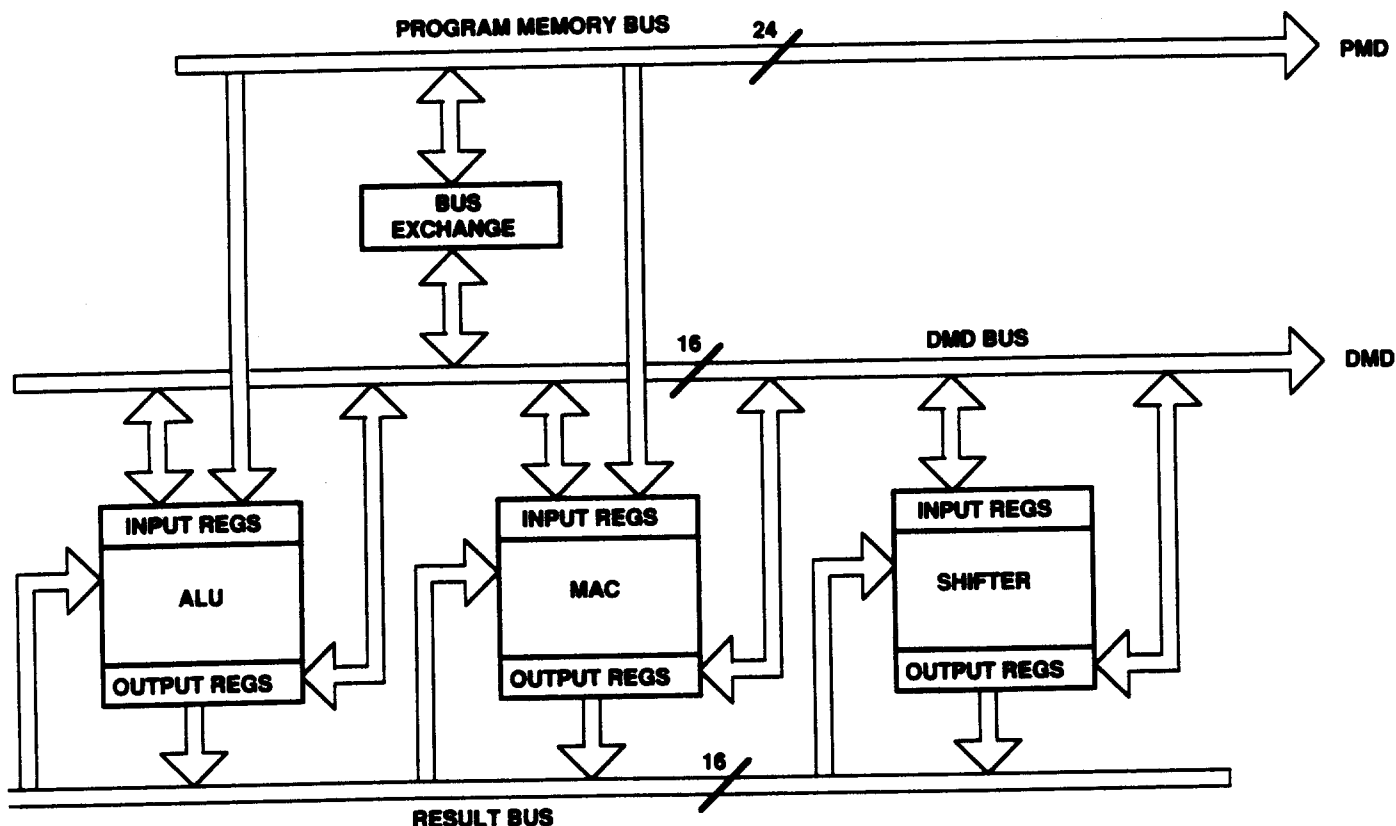 PROGRAM MEMORY BUS
24
PMD
BUS
EXCHANGE
16
DMD BUS
DMD
INPUT REGS
INPUT REGS
INPUT REGS
ALU
MAC
SHIFTER
OUTPUT REGS
OUTPUT REGS
OUTPUT REGS
16
RESULT BUS